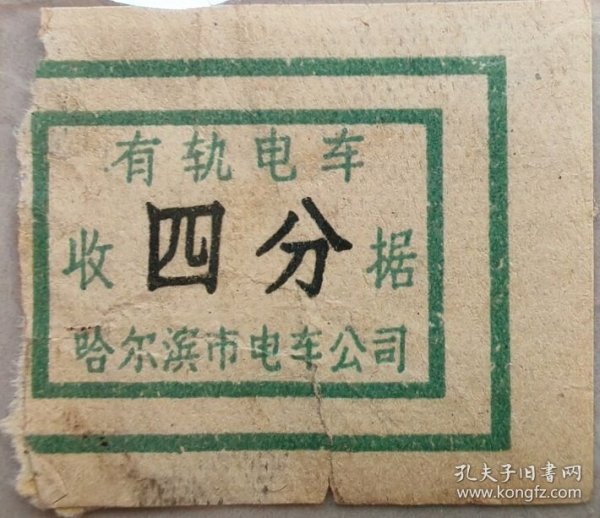 有轨电车
收 四分 据
哈尔滨市电车公司
孔夫子旧書网
www.kongfz.com